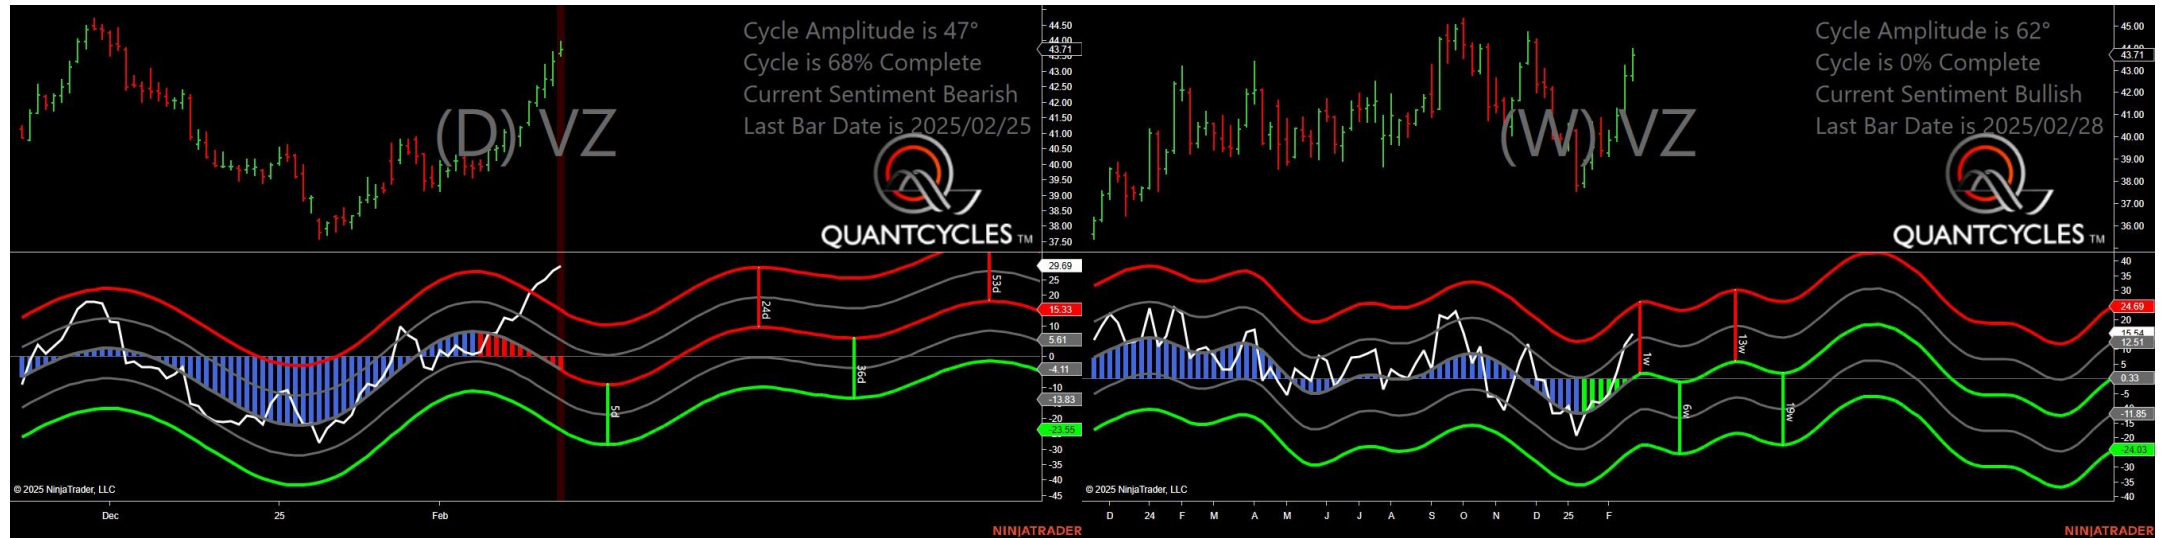 Cycle Amplitude is 47°
Cycle is 68% Complete
Current Sentiment Bearish
Last Bar Date is 2025/02/25
(D) VZ
QUANTCYCLES TM
44.50
44.00
43.71
43.50
43.00
42.50
42.00
41.50
41.00
40.50
40.00
39.50
39.00
38.50
38.00
37.50
29.69
25
20
15.33
10
5.61
0
-4.11
-10
-13.83
-20
-23.55
-30
-35
-40
-45
5d
24d
36d
53d
© 2025 NinjaTrader, LLC
Dec
25
Feb
NINJATRADER
Cycle Amplitude is 62°
Cycle is 0% Complete
Current Sentiment Bullish
Last Bar Date is 2025/02/28
(W) VZ
QUANTCYCLES TM
45.00
43.71
43.00
42.00
41.00
40.00
39.00
38.00
37.00
36.00
40
35
30
24.69
20
15.54
12.51
5
0.33
-5
-11.85
-15
-20
-24.03
-30
-35
-40
1w
6w
13w
19w
© 2025 NinjaTrader, LLC
D 24 F M A M J J A S O N D 25 F
NINJATRADER